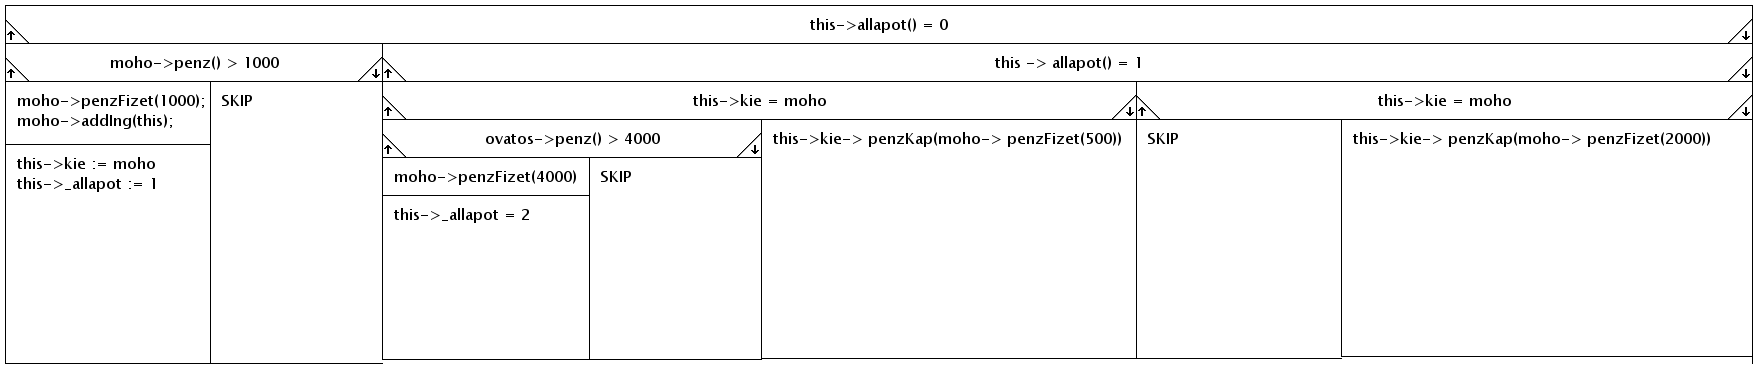 this->allapot() = 0
moho->penz() > 1000
this -> allapot() = 1
moho->penzFizet(1000);
moho->addIng(this);
SKIP
this->kie = moho
this->kie = moho
this->kie := moho
this->_allapot := 1
ovatos->penz() > 4000
this->kie-> penzKap(moho-> penzFizet(500))
SKIP
this->kie-> penzKap(moho-> penzFizet(2000))
moho->penzFizet(4000)
SKIP
this->_allapot = 2